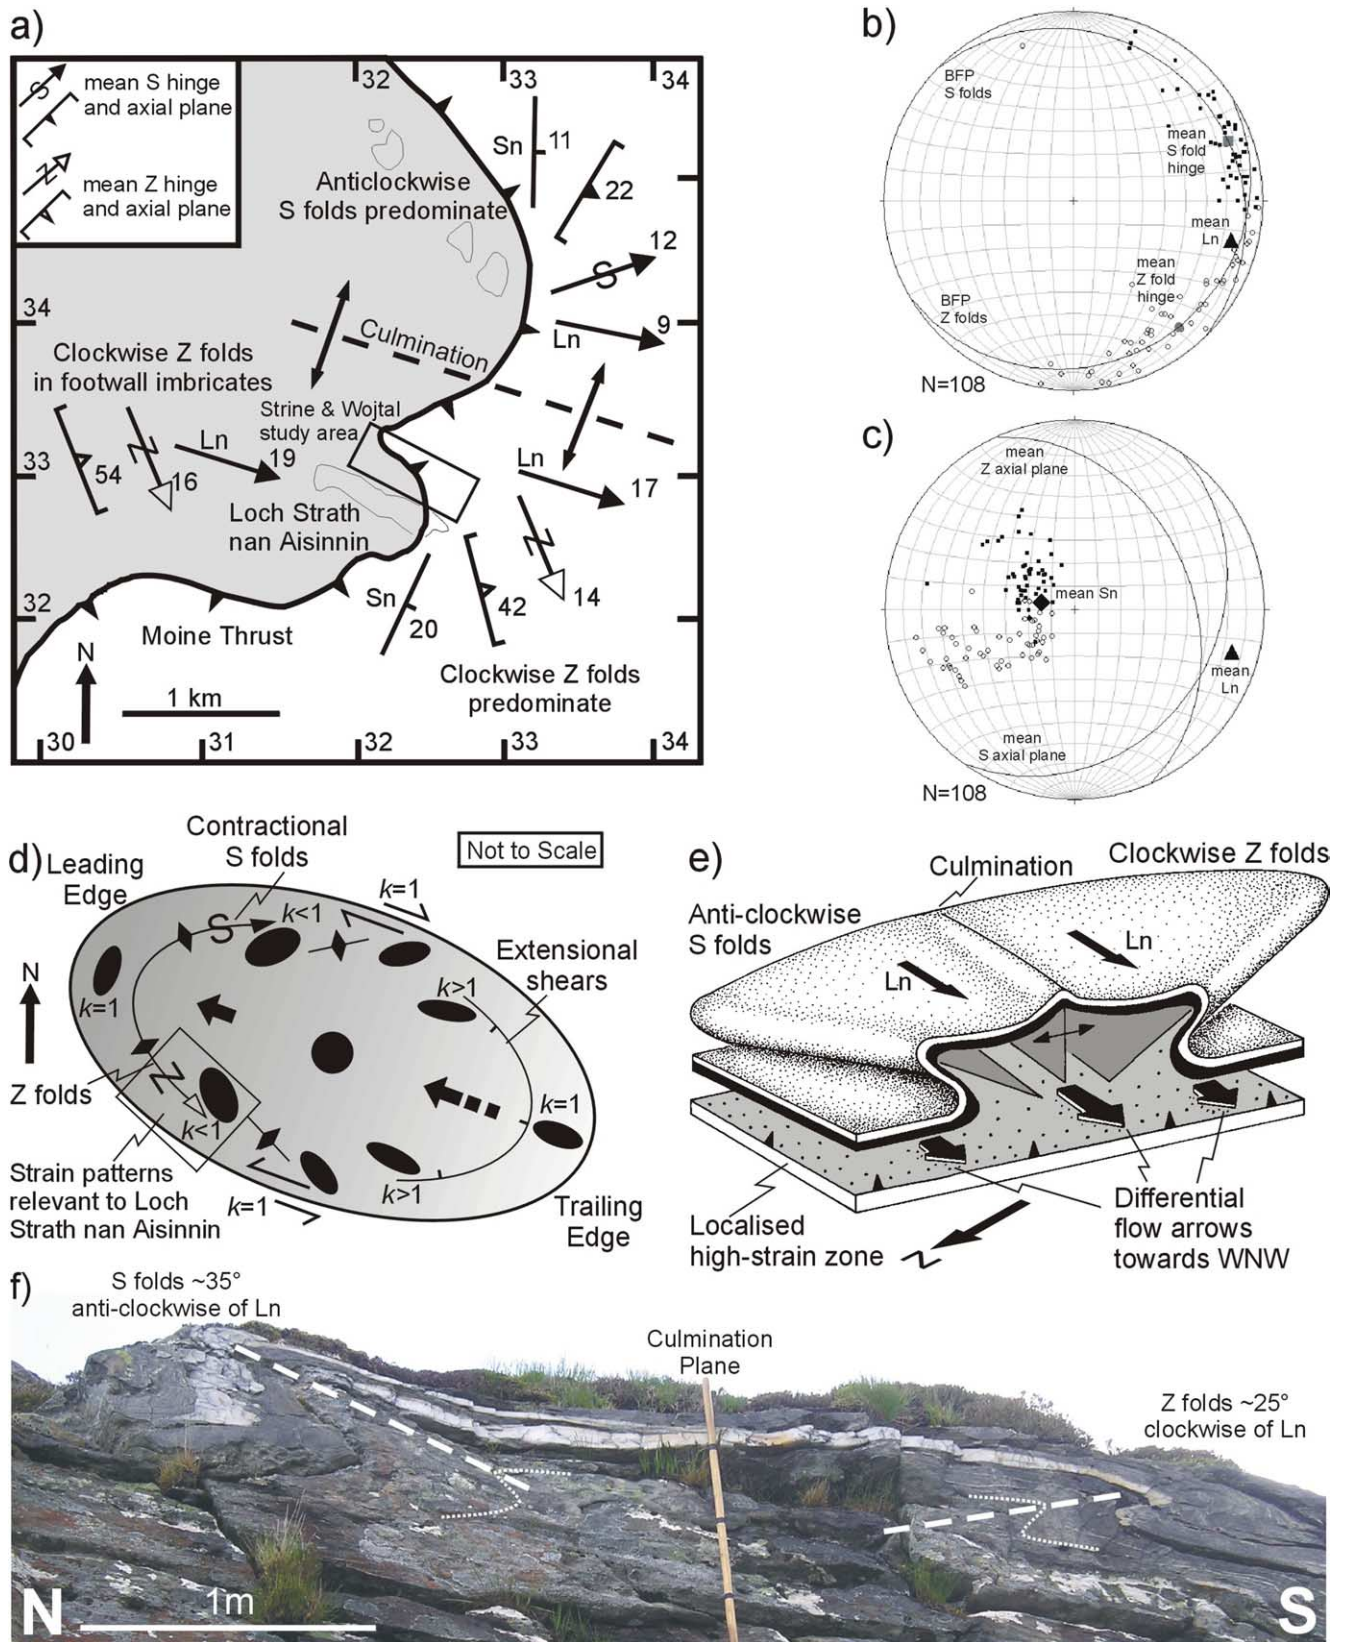 a)
mean S hinge
and axial plane
S
mean Z hinge
and axial plane
Z
32
33
34
Sn
11
22
Anticlockwise
S folds predominate
12
S
34
9
Ln
Culmination
Clockwise Z folds
in footwall imbricates
Strine & Wojtal
study area
Ln
19
33
54
Z
16
Ln
17
Loch Strath
nan Aisinnin
Z
32
Sn
20
42
14
Moine Thrust
N
1 km
Clockwise Z folds
predominate
30
31
32
33
34
b)
BFP
S folds
mean
S fold
hinge
mean
Ln
mean
Z fold
hinge
BFP
Z folds
N=108
c)
mean
Z axial plane
mean Sn
mean
Ln
mean
S axial plane
N=108
d)
Contractional
S folds
Not to Scale
Leading
Edge
k=1
S
k<1
Extensional
shears
N
k=1
k>1
Z folds
Z
k<1
k=1
Strain patterns
relevant to Loch
Strath nan Aisinnin
k=1
k>1
Trailing
Edge
e)
Culmination
Clockwise Z folds
Anti-clockwise
S folds
Ln
Ln
Localised
high-strain zone
N
Differential
flow arrows
towards WNW
f)
S folds ~35°
anti-clockwise of Ln
Culmination
Plane
Z folds ~25°
clockwise of Ln
N
1m
S